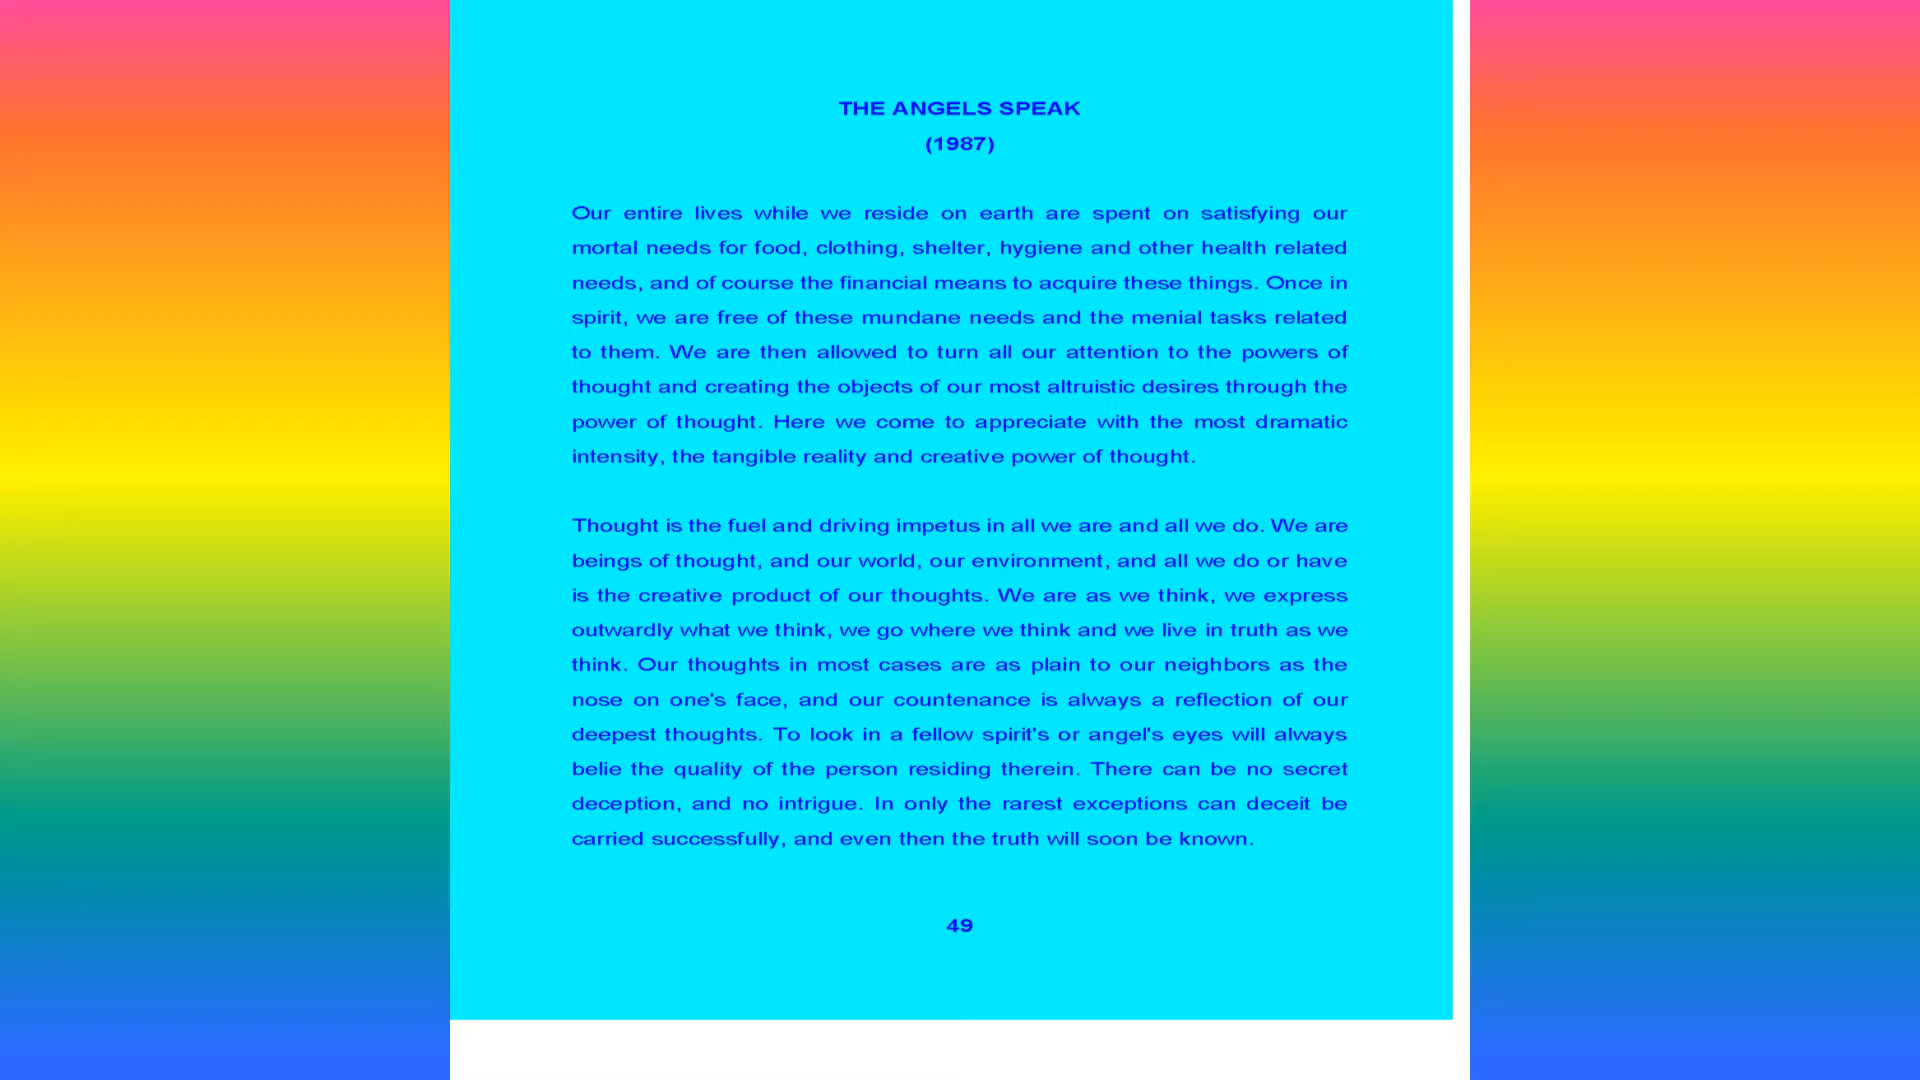 THE ANGELS SPEAK
(1987)
Our entire lives while we reside on earth are spent on satisfying our
mortal needs for food, clothing, shelter, hygiene and other health related
needs, and of course the financial means to acquire these things. Once in
spirit, we are free of these mundane needs and the menial tasks related
to them. We are then allowed to turn all our attention to the powers of
thought and creating the objects of our most altruistic desires through the
power of thought. Here we come to appreciate with the most dramatic
intensity, the tangible reality and creative power of thought.
Thought is the fuel and driving impetus in all we are and all we do. We are
beings of thought, and our world, our environment, and all we do or have
is the creative product of our thoughts. We are as we think, we express
outwardly what we think, we go where we think and we live in truth as we
think. Our thoughts in most cases are as plain to our neighbors as the
nose on one's face, and our countenance is always a reflection of our
deepest thoughts. To look in a fellow spirit's or angel's eyes will always
belie the quality of the person residing therein. There can be no secret
deception, and no intrigue. In only the rarest exceptions can deceit be
carried successfully, and even then the truth will soon be known.
49